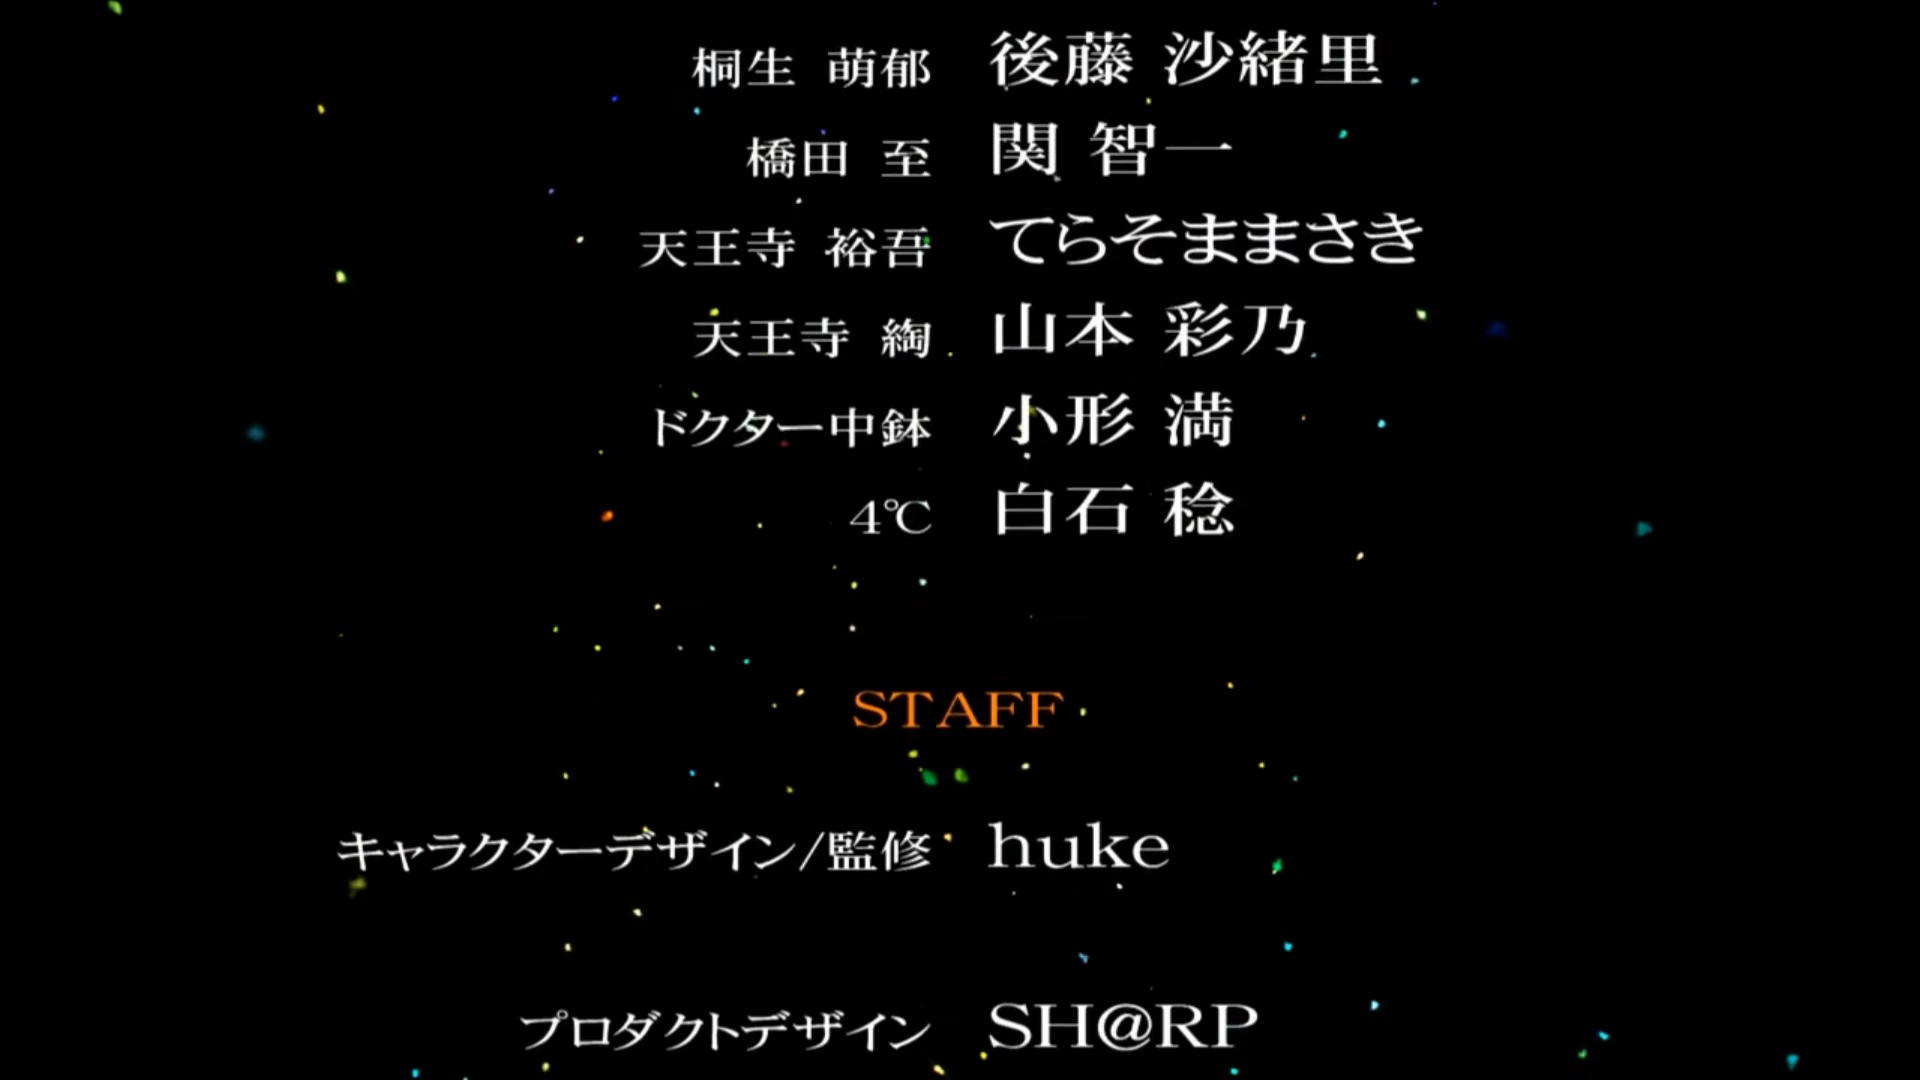 桐生 萌郁 後藤 沙緒里
橋田 至 関 智一
天王寺 裕吾 てらそままさき
天王寺 綯 山本 彩乃
ドクター中鉢 小形 満
4℃ 白石 稔
STAFF
キャラクターデザイン/監修 huke
プロダクトデザイン SH@RP